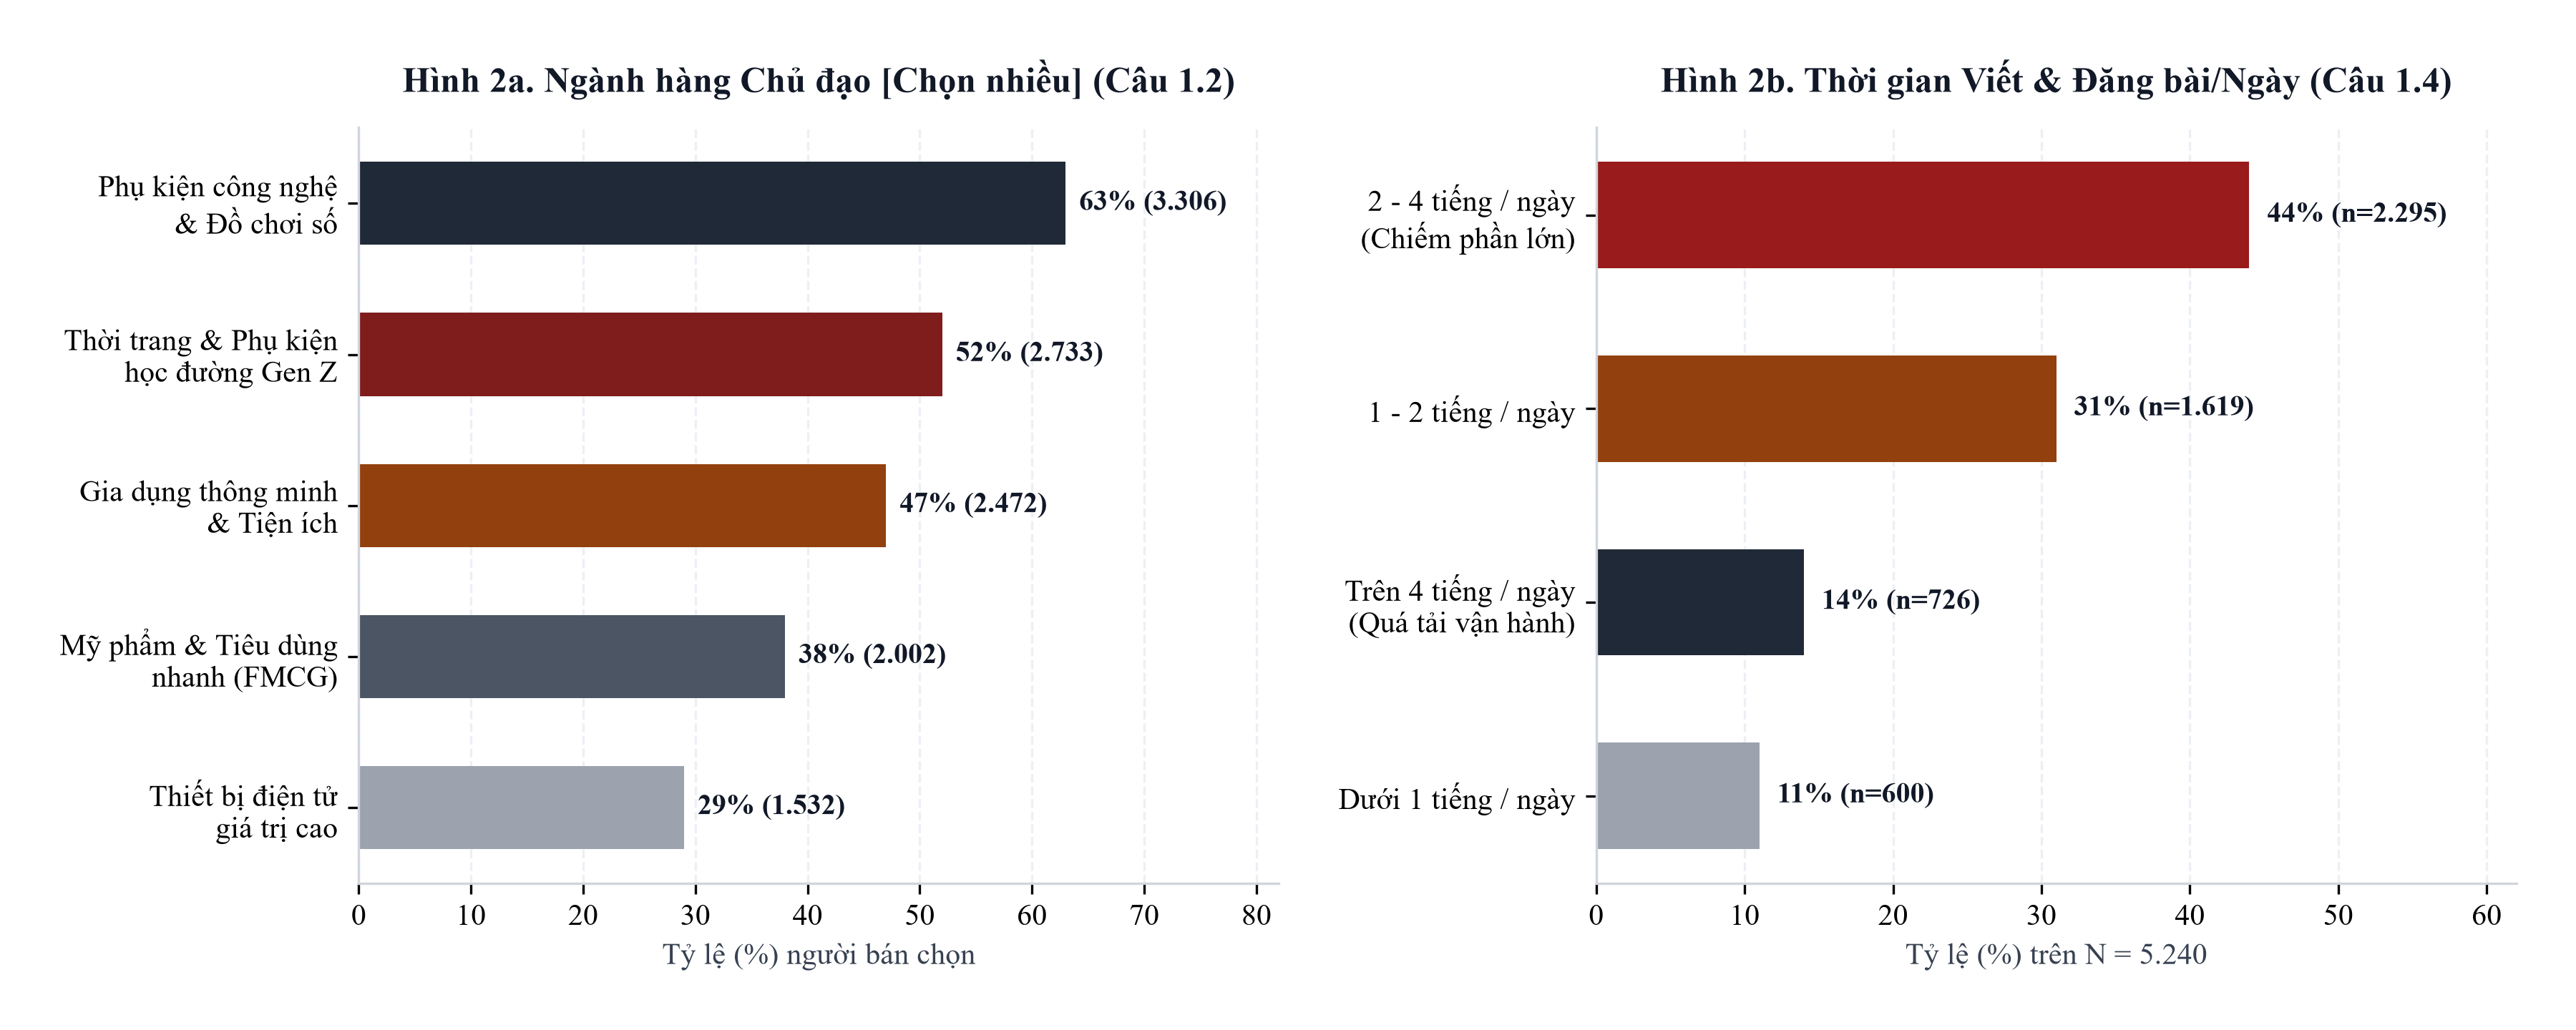 Hình 2a. Ngành hàng Chủ đạo [Chọn nhiều] (Câu 1.2)
Phụ kiện công nghệ
& Đồ chơi số
63% (3.306)
Thời trang & Phụ kiện
học đường Gen Z
52% (2.733)
Gia dụng thông minh
& Tiện ích
47% (2.472)
Mỹ phẩm & Tiêu dùng
nhanh (FMCG)
38% (2.002)
Thiết bị điện tử
giá trị cao
29% (1.532)
0 10 20 30 40 50 60 70 80
Tỷ lệ (%) người bán chọn
Hình 2b. Thời gian Viết & Đăng bài/Ngày (Câu 1.4)
2 - 4 tiếng / ngày
(Chiếm phần lớn)
44% (n=2.295)
1 - 2 tiếng / ngày
31% (n=1.619)
Trên 4 tiếng / ngày
(Quá tải vận hành)
14% (n=726)
Dưới 1 tiếng / ngày
11% (n=600)
0 10 20 30 40 50 60
Tỷ lệ (%) trên N = 5.240